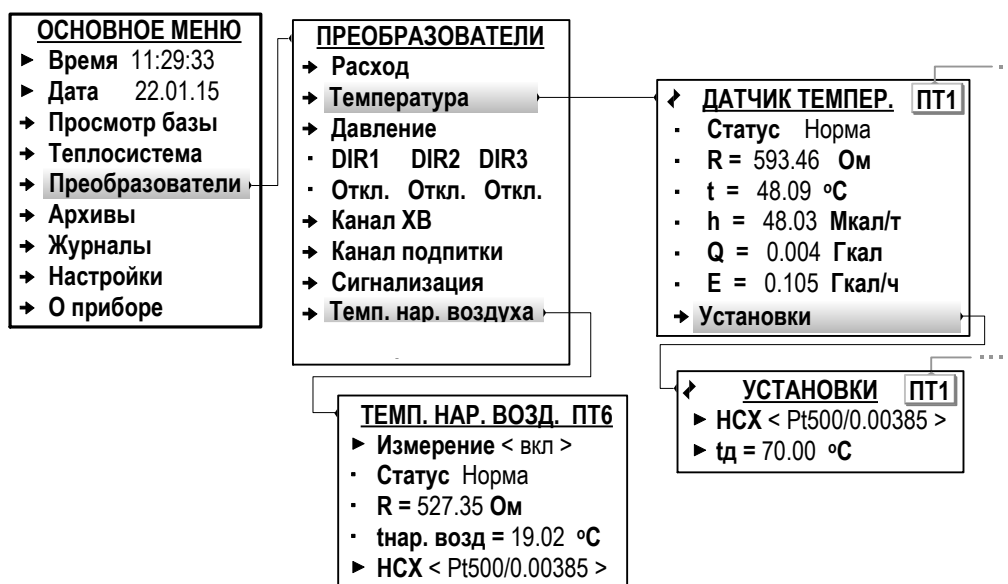 ОСНОВНОЕ МЕНЮ
Время 11:29:33
Дата 22.01.15
Просмотр базы
Теплосистема
Преобразователи
Архивы
Журналы
Настройки
О приборе
ПРЕОБРАЗОВАТЕЛИ
Расход
Температура
Давление
DIR1 DIR2 DIR3
Откл. Откл. Откл.
Канал ХВ
Канал подпитки
Сигнализация
Темп. нар. воздуха
ДАТЧИК ТЕМПЕР. ПТ1
Статус Норма
R = 593.46 Ом
t = 48.09 ºС
h = 48.03 Мкал/т
Q = 0.004 Гкал
E = 0.105 Гкал/ч
Установки
УСТАНОВКИ ПТ1
НСХ < Pt500/0.00385 >
tд = 70.00 ºС
ТЕМП. НАР. ВОЗД. ПТ6
Измерение < вкл >
Статус Норма
R = 527.35 Ом
tнар. возд = 19.02 ºС
НСХ < Pt500/0.00385 >